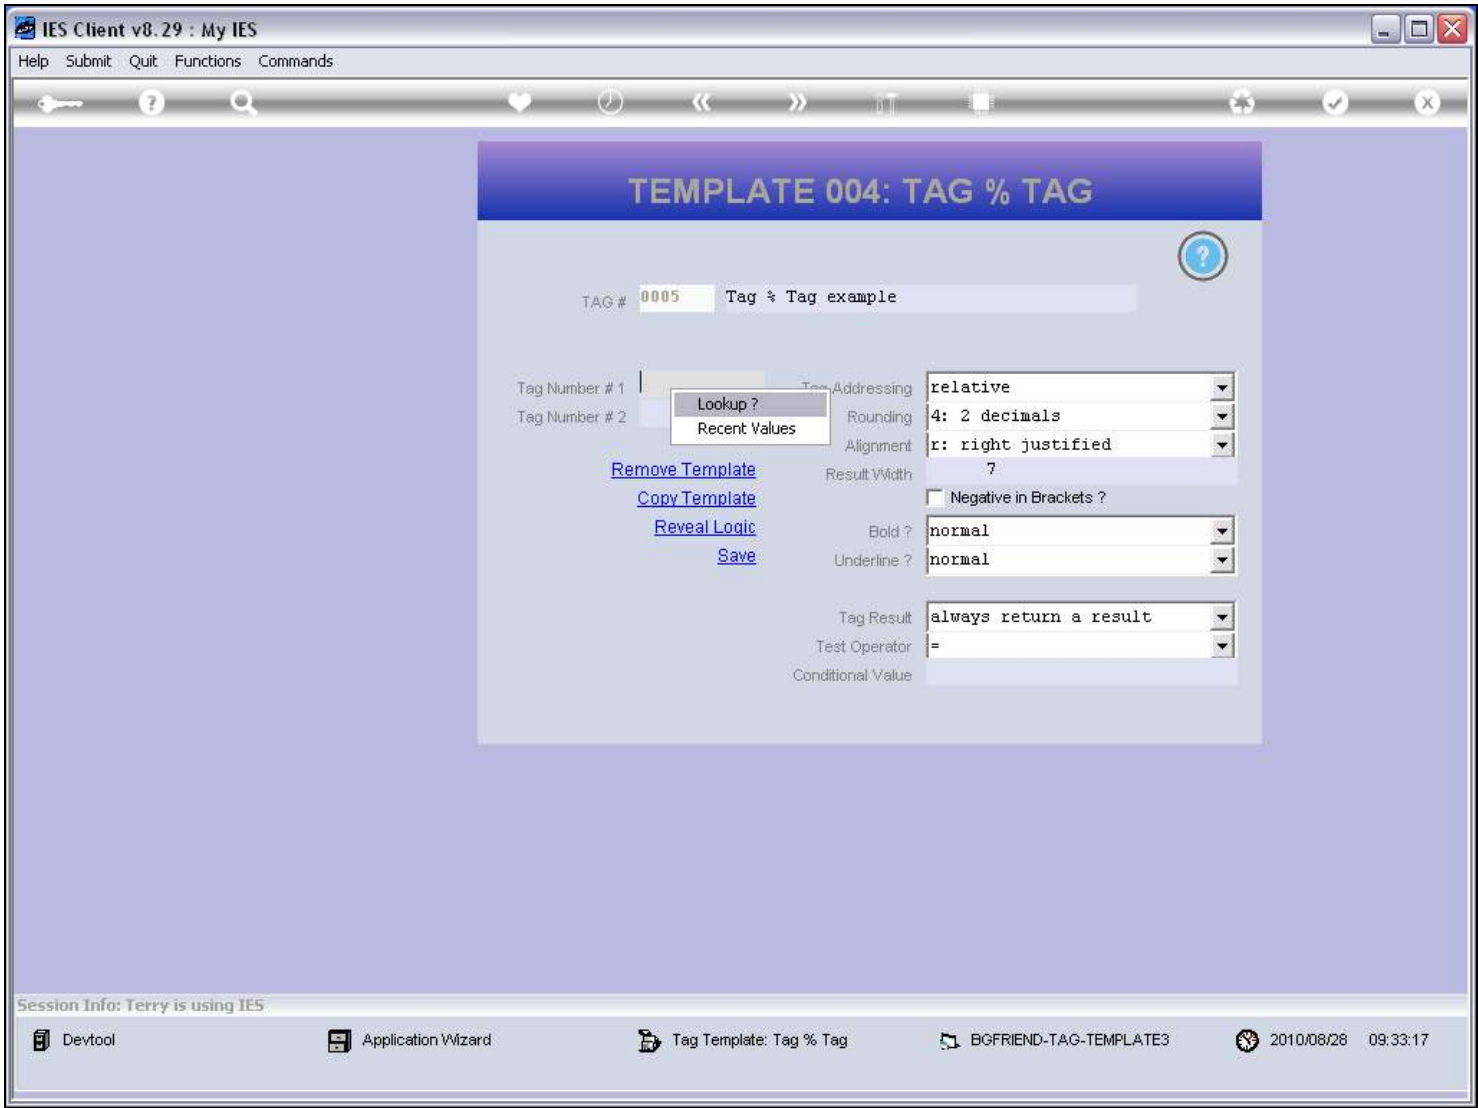 IES Client v8.29 : My IES
Help Submit Quit Functions Commands
TEMPLATE 004: TAG % TAG
TAG # 0005 Tag % Tag example
Tag Number # 1
Tag Number # 2
Lookup ?
Recent Values
Remove Template
Copy Template
Reveal Logic
Save
Tag Addressing relative
Rounding 4: 2 decimals
Alignment r: right justified
Result Width 7
Negative in Brackets ?
Bold ? normal
Underline ? normal
Tag Result always return a result
Test Operator =
Conditional Value
Session Info: Terry is using IES
Devtool Application Wizard Tag Template: Tag % Tag BGFRIEND-TAG-TEMPLATE3 2010/08/28 09:33:17